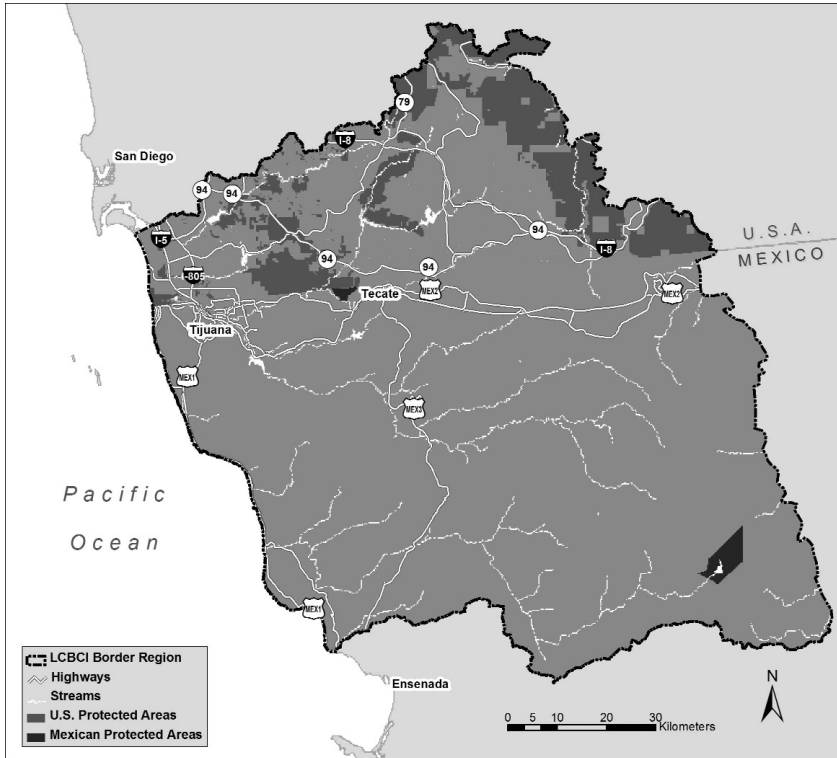 79
I-8
San Diego
94
94
94
I-5
U.S.A.
MEXICO
I-8
94
94
I-805
Tecate
MEX2
MEX2
Tijuana
MEX1
MEX3
Pacific
Ocean
MEX1
LCBCI Border Region
Highways
Streams
U.S. Protected Areas
Mexican Protected Areas
Ensenada
N
0 5 10 20 30
Kilometers